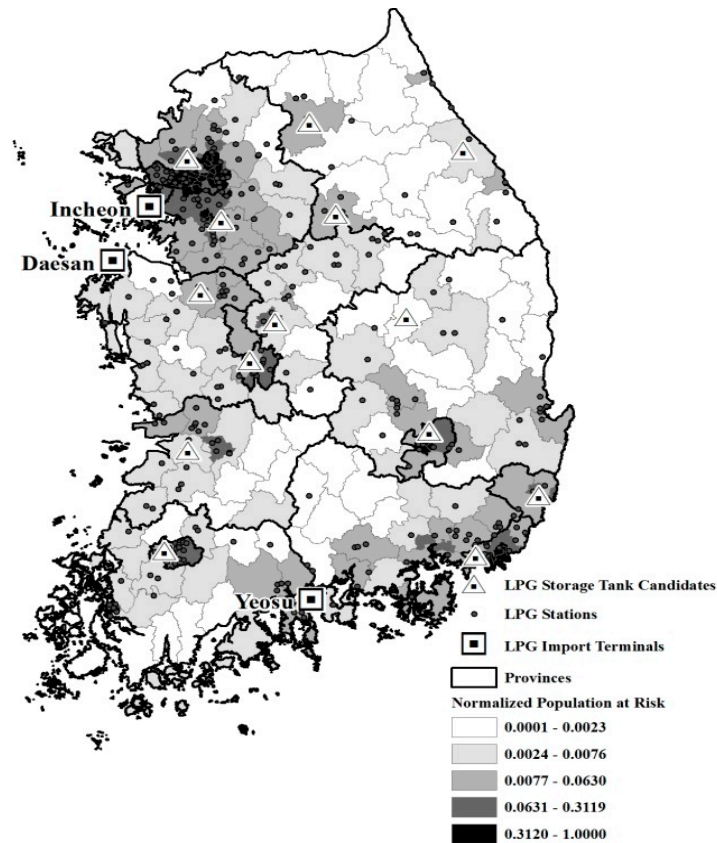 Incheon
Daesan
Yeosu
LPG Storage Tank Candidates
LPG Stations
LPG Import Terminals
Provinces
Normalized Population at Risk
0.0001 - 0.0023
0.0024 - 0.0076
0.0077 - 0.0630
0.0631 - 0.3119
0.3120 - 1.0000